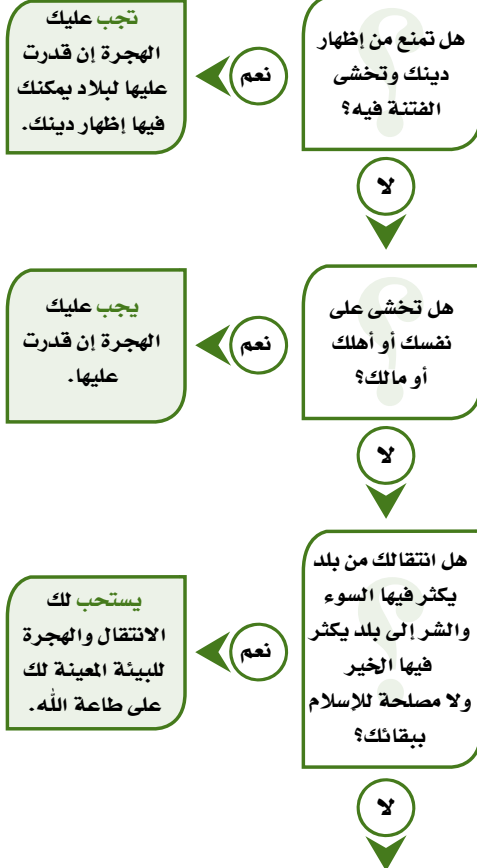 هل تمنع من إظهار
دينك وتخشى
الفتنة فيه؟
نعم
تجب عليك
الهجرة إن قدرت
عليها لبلاد يمكنك
فيها إظهار دينك.
لا
هل تخشى على
نفسك أو أهلك
أو مالك؟
نعم
يجب عليك
الهجرة إن قدرت
عليها.
لا
هل انتقالك من بلد
يكثر فيها السوء
والشر إلى بلد يكثر
فيها الخير
ولا مصلحة للإسلام
ببقائك؟
نعم
يستحب لك
الانتقال والهجرة
للبيئة المعينة لك
على طاعة الله.
لا